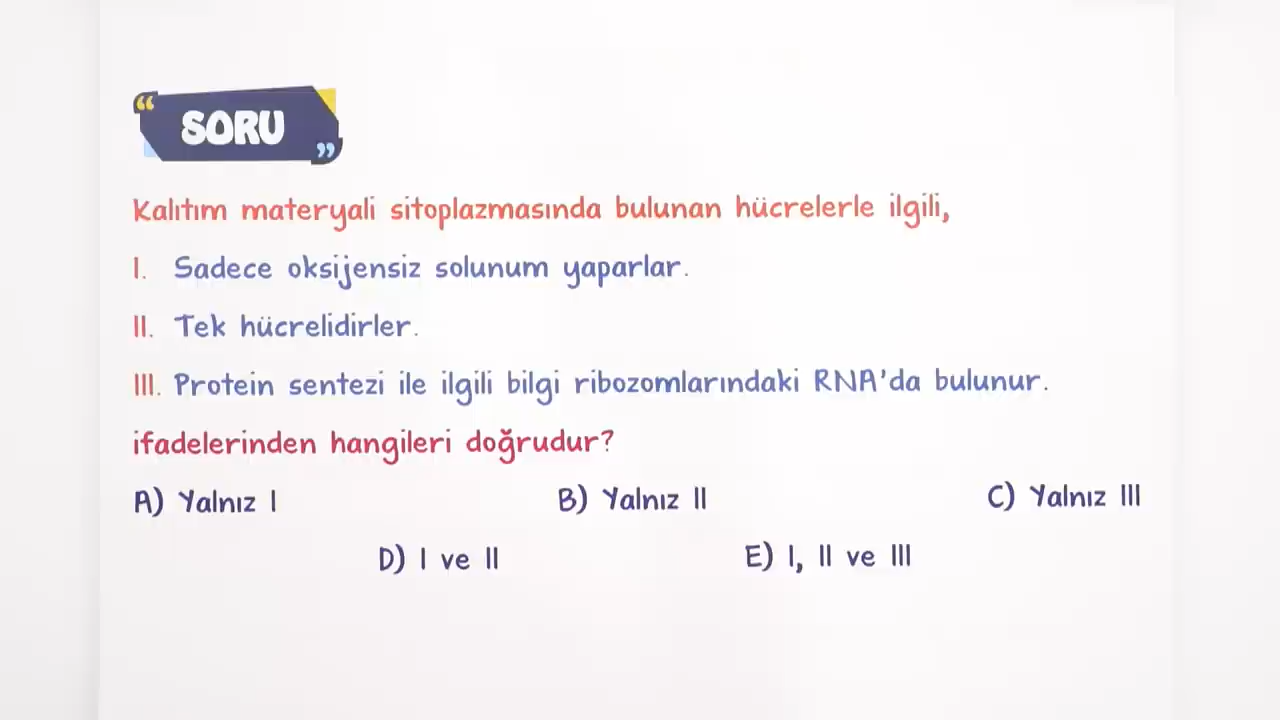 “ SORU ”
Kalıtım materyali sitoplazmasında bulunan hücrelerle ilgili,
I. Sadece oksijensiz solunum yaparlar.
II. Tek hücrelidirler.
III. Protein sentezi ile ilgili bilgi ribozomlarındaki RNA'da bulunur.
ifadelerinden hangileri doğrudur?
A) Yalnız I B) Yalnız II C) Yalnız III
D) I ve II E) I, II ve III